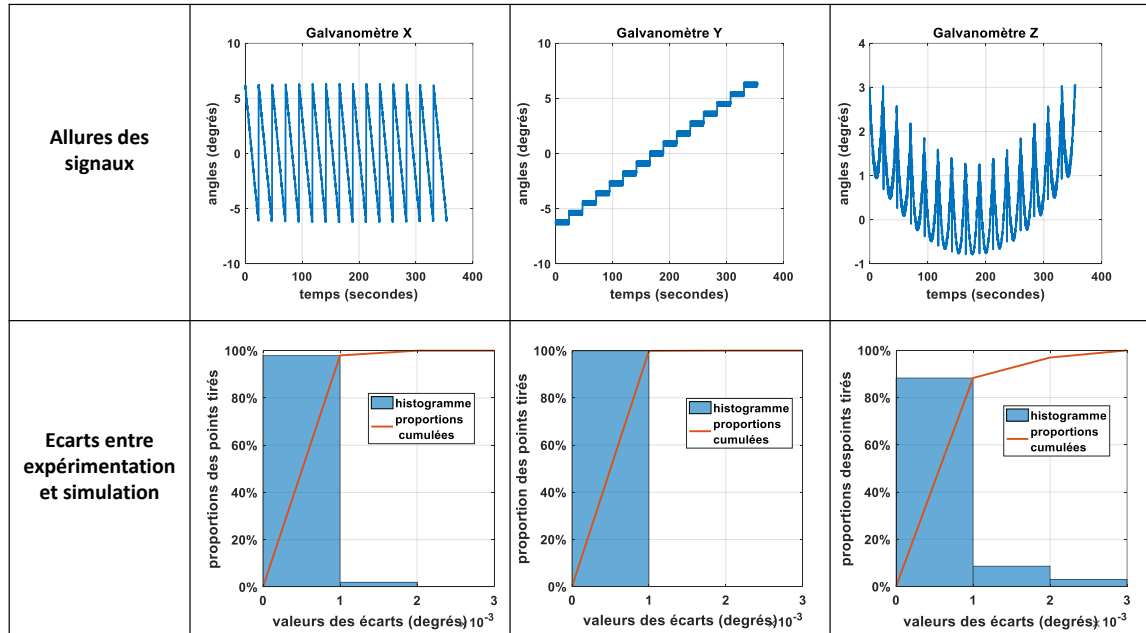 Allures des
signaux
Galvanomètre X
angles (degrés)
10
5
0
-5
-10
0 100 200 300 400
temps (secondes)
Galvanomètre Y
angles (degrés)
10
5
0
-5
-10
0 100 200 300 400
temps (secondes)
Galvanomètre Z
angles (degrés)
4
3
2
1
0
-1
0 100 200 300 400
temps (secondes)
Ecarts entre
expérimentation
et simulation
proportions des points tirés
100%
80%
60%
40%
20%
0%
histogramme
proportions
cumulées
0 1 2 3
valeurs des écarts (degrés) ×10-3
proportion des points tirés
100%
80%
60%
40%
20%
0%
histogramme
proportions
cumulées
0 1 2 3
valeurs des écarts (degrés) ×10-3
proportions despoints tirés
100%
80%
60%
40%
20%
0%
histogramme
proportions
cumulées
0 1 2 3
valeurs des écarts (degrés) ×10-3